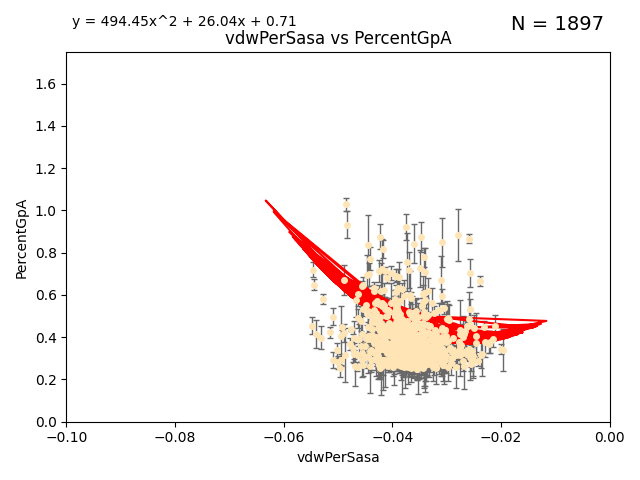 y = 494.45x^2 + 26.04x + 0.71
N = 1897
vdwPerSasa vs PercentGpA
PercentGpA
1.6
1.4
1.2
1.0
0.8
0.6
0.4
0.2
0.0
−0.10 −0.08 −0.06 −0.04 −0.02 0.00
vdwPerSasa